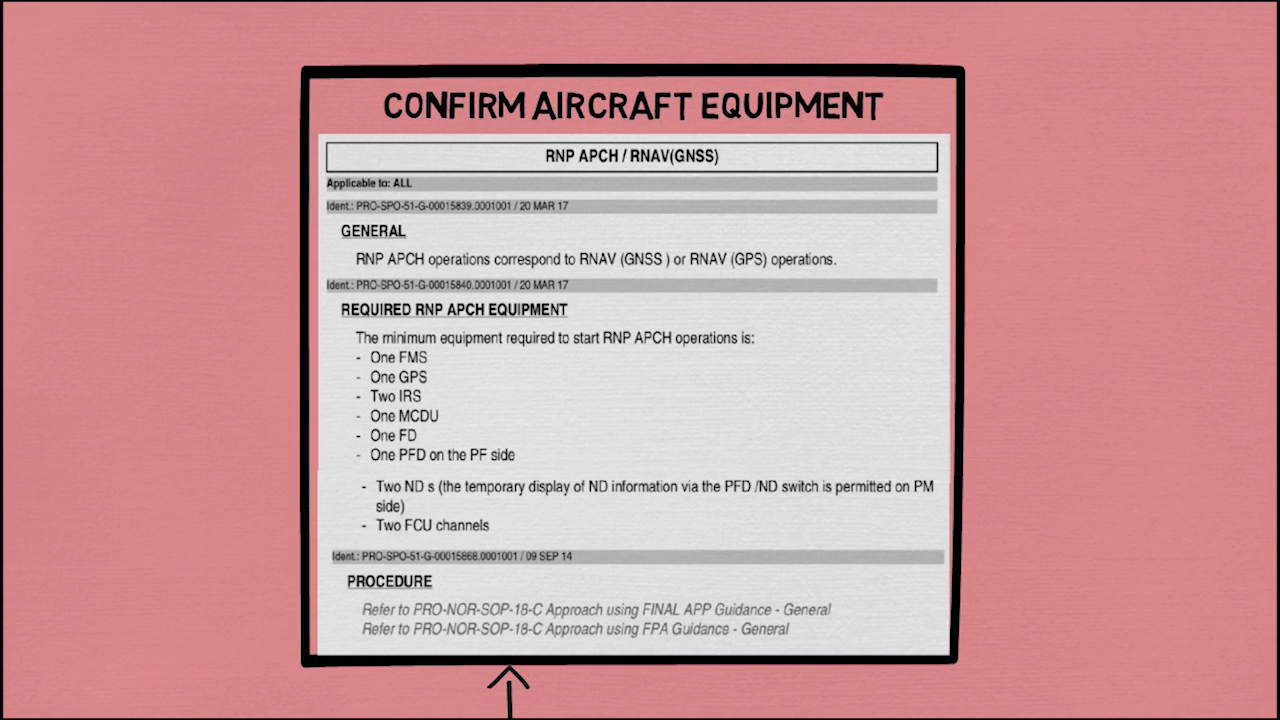 CONFIRM AIRCRAFT EQUIPMENT
RNP APCH / RNAV(GNSS)
Applicable to: ALL
Ident.: PRO-SPO-51-G-00015839.0001001 / 20 MAR 17
GENERAL
RNP APCH operations correspond to RNAV (GNSS ) or RNAV (GPS) operations.
Ident.: PRO-SPO-51-G-00015840.0001001 / 20 MAR 17
REQUIRED RNP APCH EQUIPMENT
The minimum equipment required to start RNP APCH operations is:
- One FMS
- One GPS
- Two IRS
- One MCDU
- One FD
- One PFD on the PF side
- Two ND s (the temporary display of ND information via the PFD /ND switch is permitted on PM
side)
- Two FCU channels
Ident.: PRO-SPO-51-G-00015868.0001001 / 09 SEP 14
PROCEDURE
Refer to PRO-NOR-SOP-18-C Approach using FINAL APP Guidance - General
Refer to PRO-NOR-SOP-18-C Approach using FPA Guidance - General